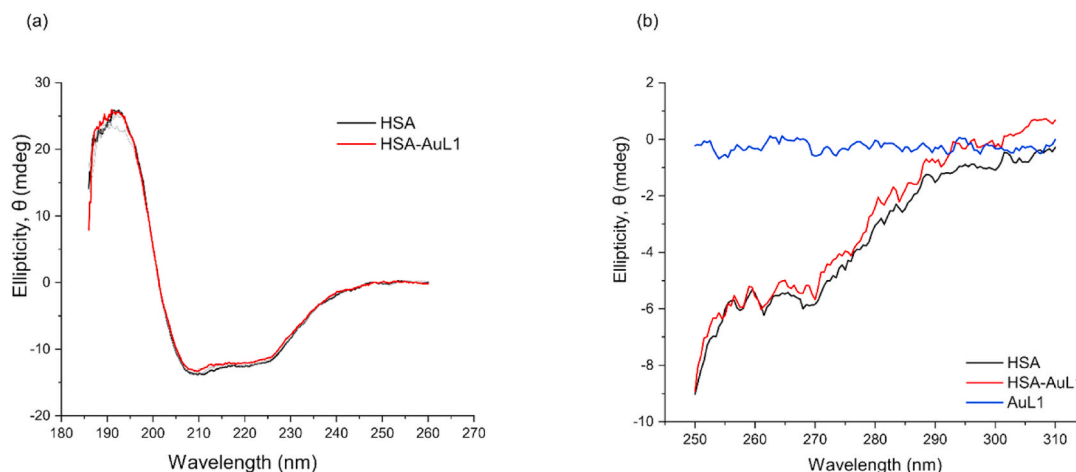 (a)
30
20
10
0
-10
-20
180 190 200 210 220 230 240 250 260 270
Ellipticity, θ (mdeg)
Wavelength (nm)
HSA
HSA-AuL1
(b)
2
0
-2
-4
-6
-8
-10
250 260 270 280 290 300 310
Ellipticity, θ (mdeg)
Wavelength (nm)
HSA
HSA-AuL1
AuL1